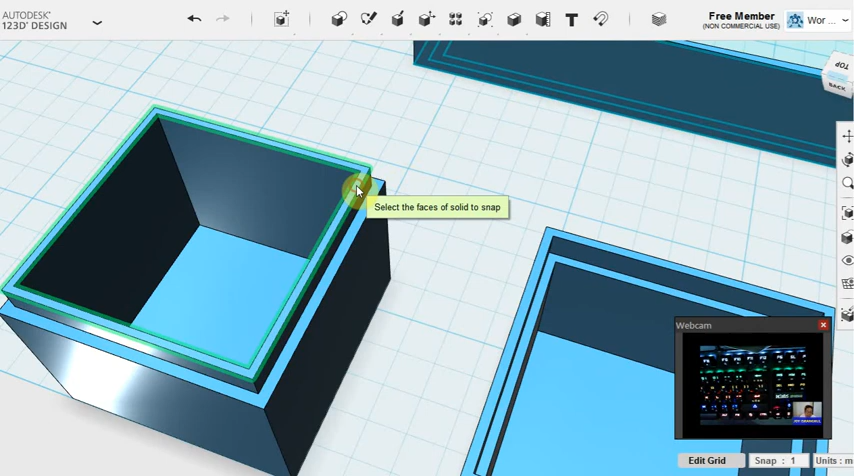 AUTODESK
123D DESIGN
T
Free Member
(NON COMMERCIAL USE)
Wor ...
TOP
BACK
Select the faces of solid to snap
Webcam
Edit Grid
Snap : 1
Units : m